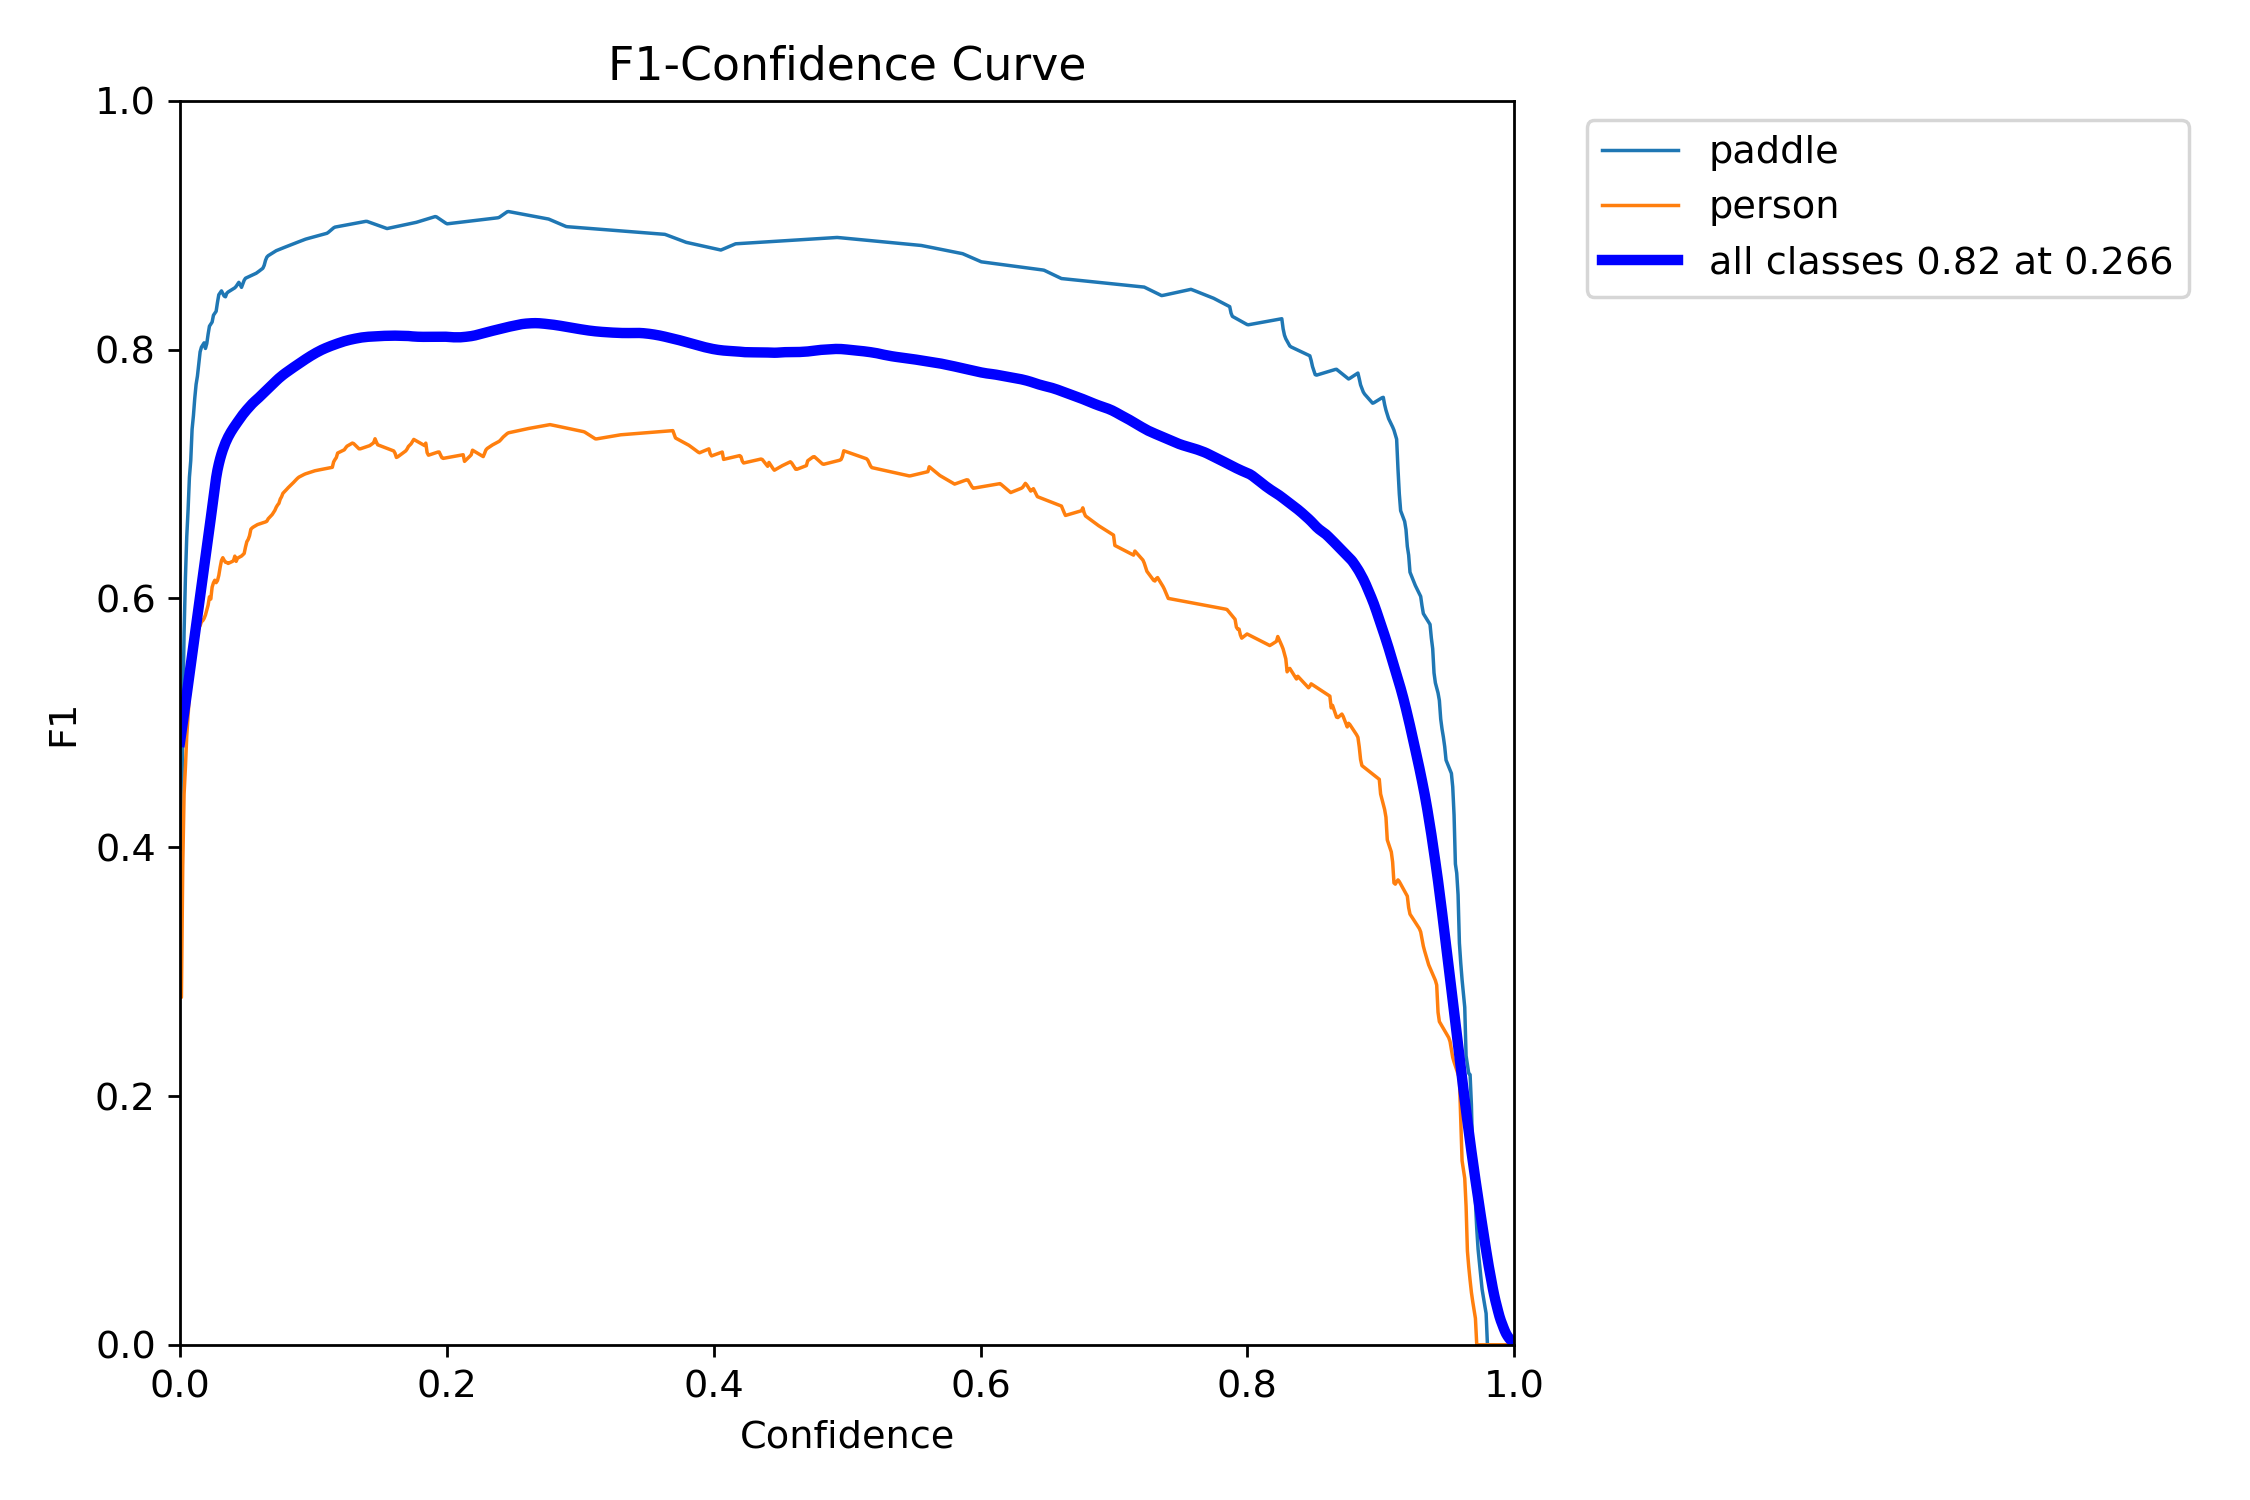 F1-Confidence Curve
paddle
person
all classes 0.82 at 0.266
1.0
0.8
0.6
0.4
0.2
0.0
F1
0.0 0.2 0.4 0.6 0.8 1.0
Confidence